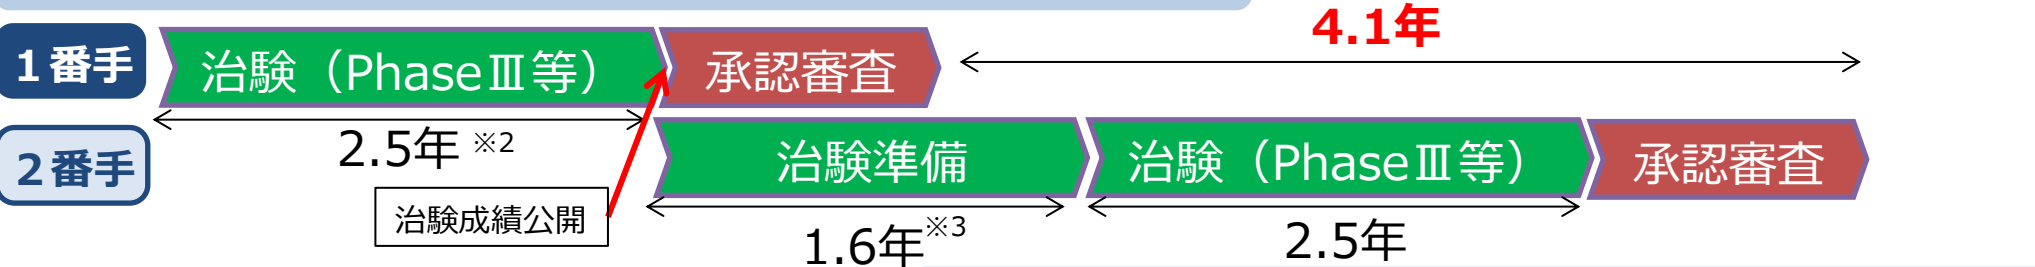 4.1年
１番手
治験（PhaseⅢ等）
承認審査
2.5年 ※2
２番手
治験準備
治験（PhaseⅢ等）
承認審査
治験成績公開
1.6年※3
2.5年